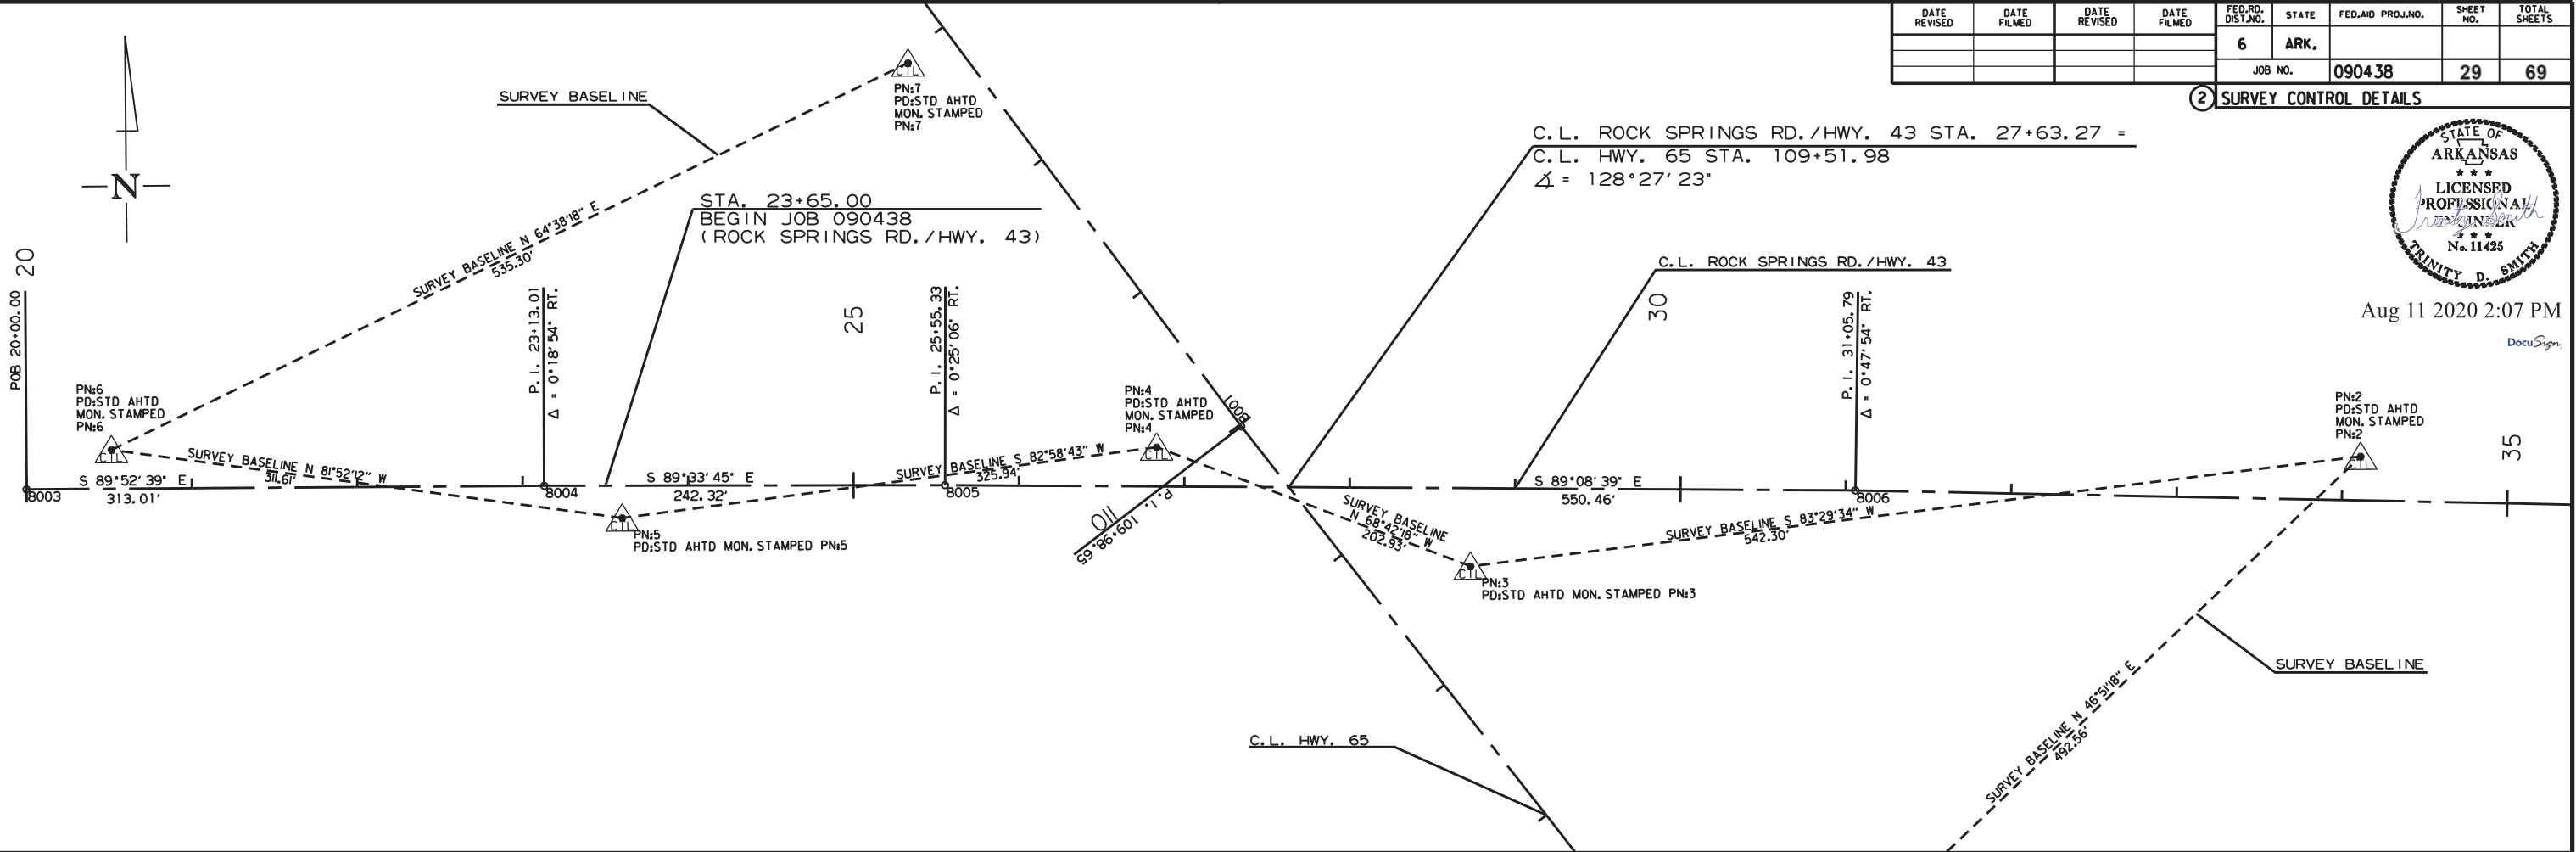 DATE REVISED
DATE FILMED
DATE REVISED
DATE FILMED
FED.RD. DIST.NO.
STATE
FED.AID PROJ.NO.
SHEET NO.
TOTAL SHEETS
6
ARK.
JOB NO.
090438
29
69
2 SURVEY CONTROL DETAILS
STATE OF
ARKANSAS
* * *
LICENSED
PROFESSIONAL
ENGINEER
* * *
No. 11425
TRINITY D. SMITH
Aug 11 2020 2:07 PM
DocuSign
N
SURVEY BASELINE
CTL
PN:7
PD:STD AHTD
MON. STAMPED
PN:7
SURVEY BASELINE N 64°38'18" E
535.30'
C.L. ROCK SPRINGS RD./HWY. 43 STA. 27+63.27 =
C.L. HWY. 65 STA. 109+51.98
∡ = 128°27'23"
STA. 23+65.00
BEGIN JOB 090438
(ROCK SPRINGS RD./HWY. 43)
C.L. ROCK SPRINGS RD./HWY. 43
20
POB 20+00.00
P.I. 23+13.01
Δ = 0°18'54" RT.
25
P.I. 25+55.33
Δ = 0°25'06" RT.
30
P.I. 31+05.79
Δ = 0°47'54" RT.
35
PN:6
PD:STD AHTD
MON. STAMPED
PN:6
CTL
PN:4
PD:STD AHTD
MON. STAMPED
PN:4
CTL
8001
PN:2
PD:STD AHTD
MON. STAMPED
PN:2
CTL
SURVEY BASELINE N 81°52'12" W
311.61'
SURVEY BASELINE S 82°58'43" W
325.94'
8003
S 89°52'39" E
313.01'
8004
S 89°33'45" E
242.32'
8005
S 89°08'39" E
550.46'
8006
110
P.I. 109+98.65
CTL
PN:5
PD:STD AHTD MON. STAMPED PN:5
SURVEY BASELINE
N 68°42'18" W
202.93'
SURVEY BASELINE S 83°29'34" W
542.30'
CTL
PN:3
PD:STD AHTD MON. STAMPED PN:3
SURVEY BASELINE
SURVEY BASELINE N 46°51'18" E
492.56'
C.L. HWY. 65